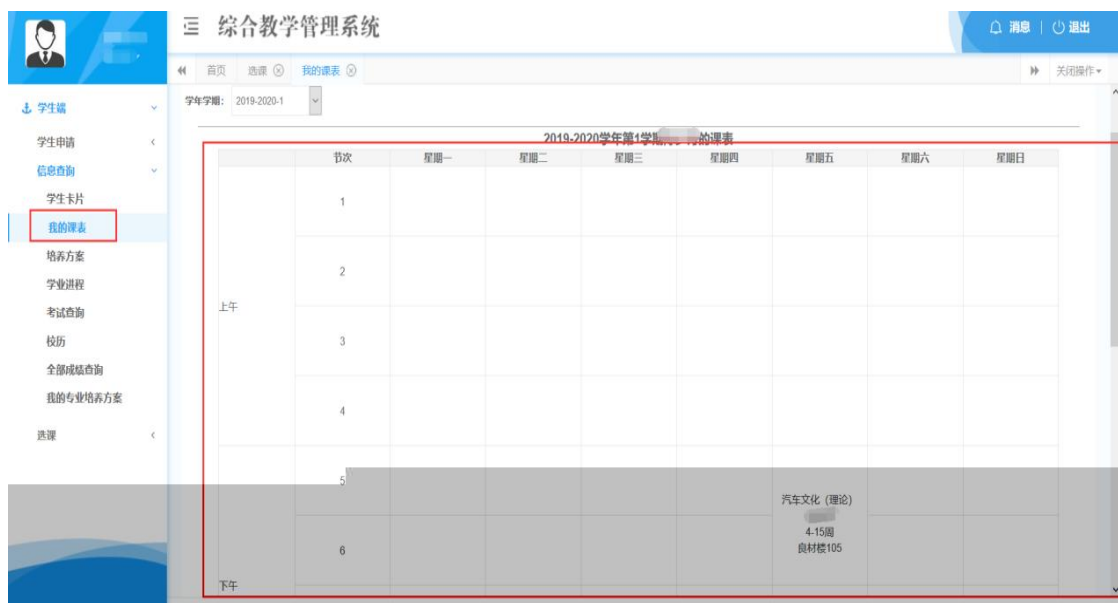 综合教学管理系统
消息 | 退出
首页 选课 我的课表 关闭操作
学生端
学生申请
信息查询
学生卡片
我的课表
培养方案
学业进程
考试查询
校历
全部成绩查询
我的专业培养方案
选课
学年学期: 2019-2020-1
2019-2020学年第1学期 的课表
节次 星期一 星期二 星期三 星期四 星期五 星期六 星期日
上午
1
2
3
4
下午
5
6
汽车文化 (理论)
4-15周
良材楼105